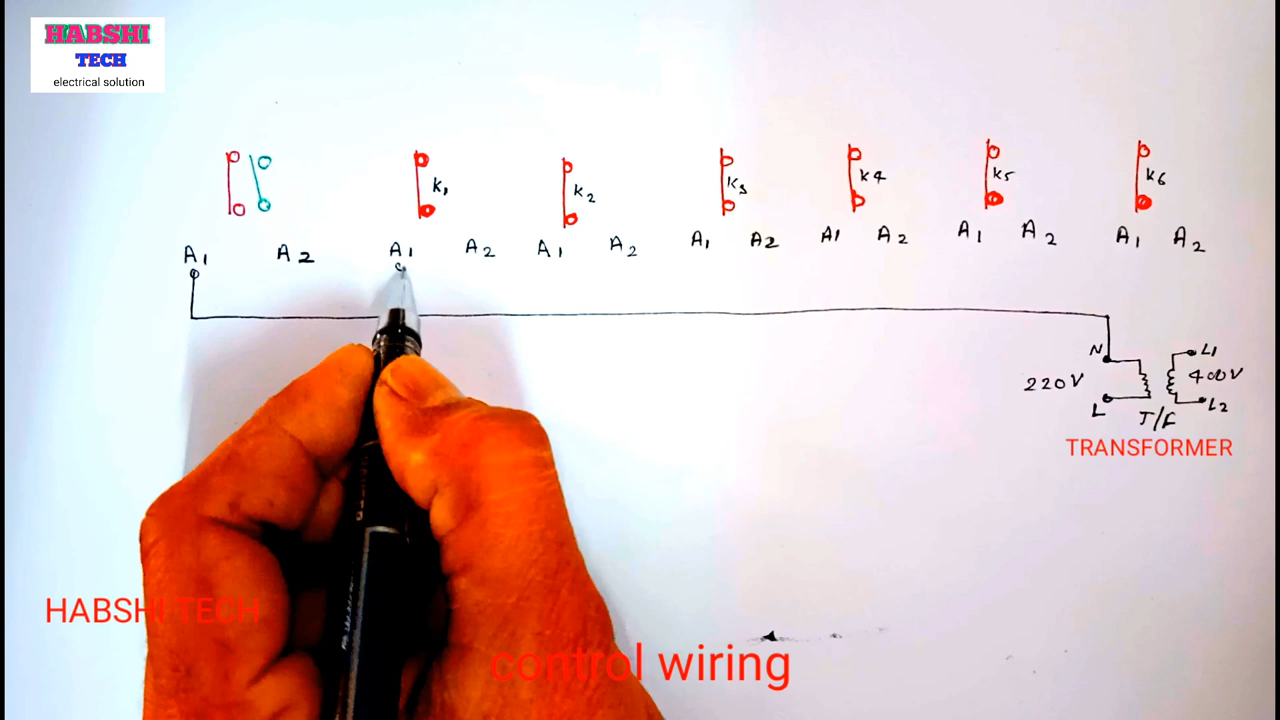 HABSHI
TECH
electrical solution
K1
K2
K3
K4
K5
K6
A1 A2 A1 A2 A1 A2 A1 A2 A1 A2 A1 A2 A1 A2
N L1
220V 400V
L L2
T/F
TRANSFORMER
HABSHI TECH
control wiring